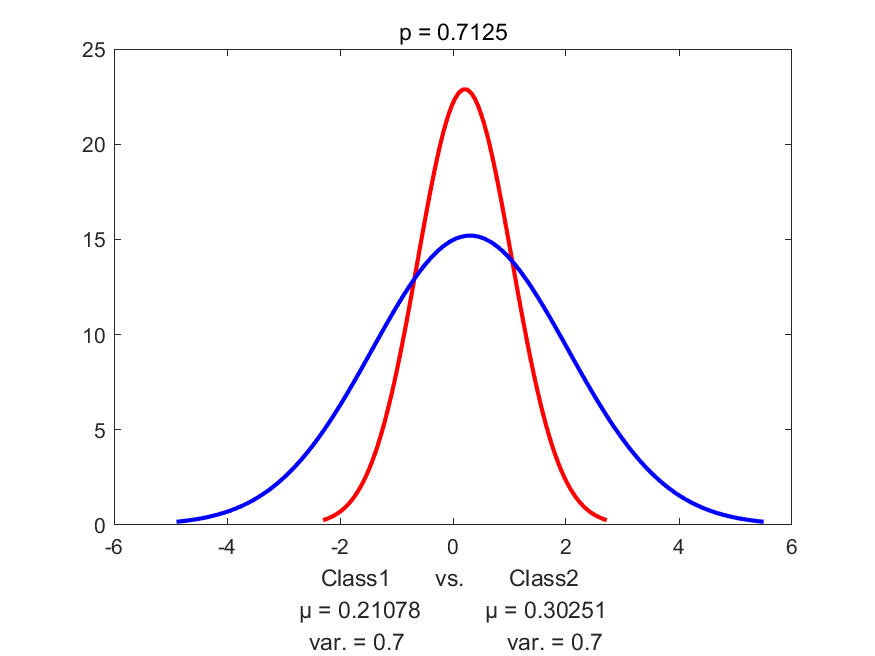 p = 0.7125
25
20
15
10
5
0
-6 -4 -2 0 2 4 6
Class1 vs. Class2
μ = 0.21078 μ = 0.30251
var. = 0.7 var. = 0.7